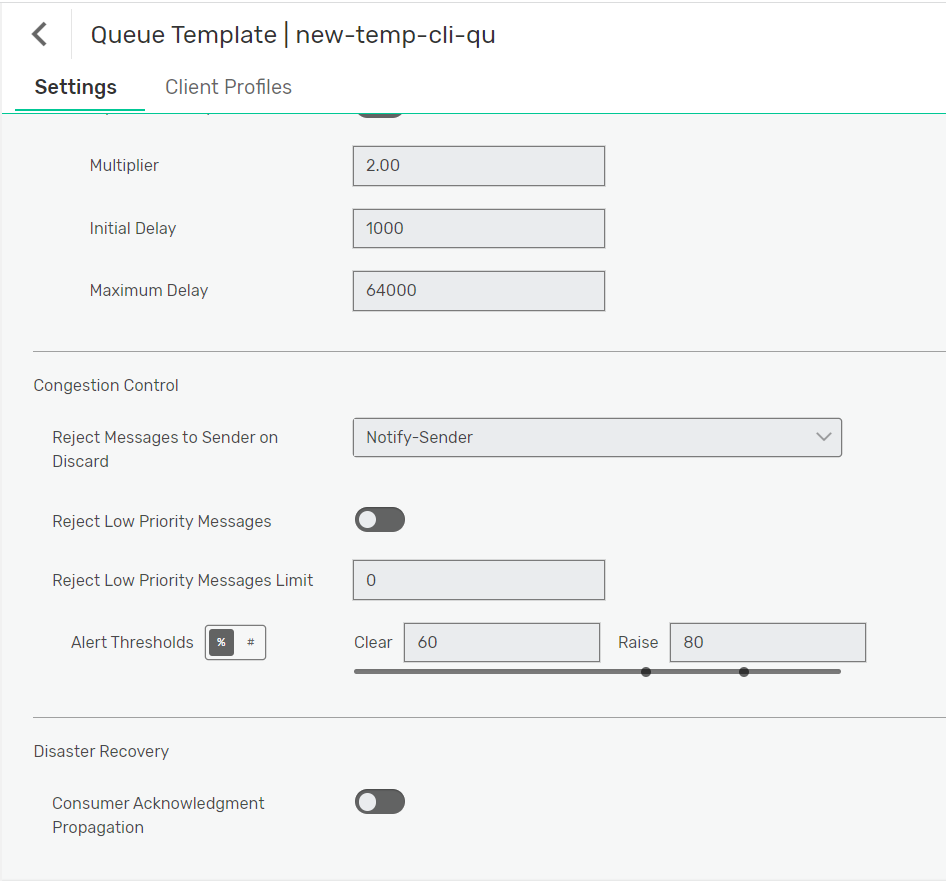 Queue Template | new-temp-cli-qu
Settings
Client Profiles
Multiplier
2.00
Initial Delay
1000
Maximum Delay
64000
Congestion Control
Reject Messages to Sender on
Discard
Notify-Sender
Reject Low Priority Messages
Reject Low Priority Messages Limit
0
Alert Thresholds
%
#
Clear
60
Raise
80
Disaster Recovery
Consumer Acknowledgment
Propagation